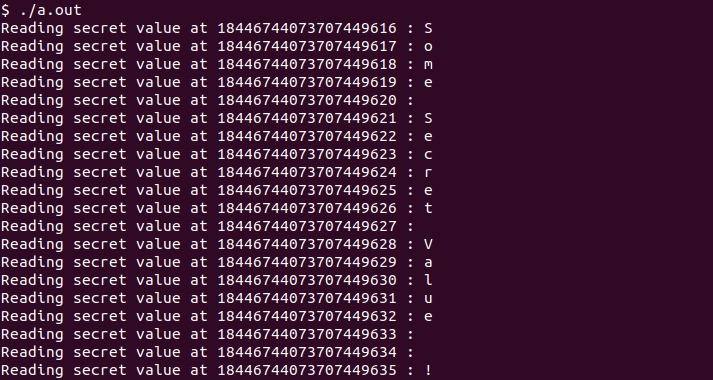 $ ./a.out
Reading secret value at 18446744073707449616 : S
Reading secret value at 18446744073707449617 : o
Reading secret value at 18446744073707449618 : m
Reading secret value at 18446744073707449619 : e
Reading secret value at 18446744073707449620 :
Reading secret value at 18446744073707449621 : S
Reading secret value at 18446744073707449622 : e
Reading secret value at 18446744073707449623 : c
Reading secret value at 18446744073707449624 : r
Reading secret value at 18446744073707449625 : e
Reading secret value at 18446744073707449626 : t
Reading secret value at 18446744073707449627 :
Reading secret value at 18446744073707449628 : V
Reading secret value at 18446744073707449629 : a
Reading secret value at 18446744073707449630 : l
Reading secret value at 18446744073707449631 : u
Reading secret value at 18446744073707449632 : e
Reading secret value at 18446744073707449633 :
Reading secret value at 18446744073707449634 :
Reading secret value at 18446744073707449635 : !